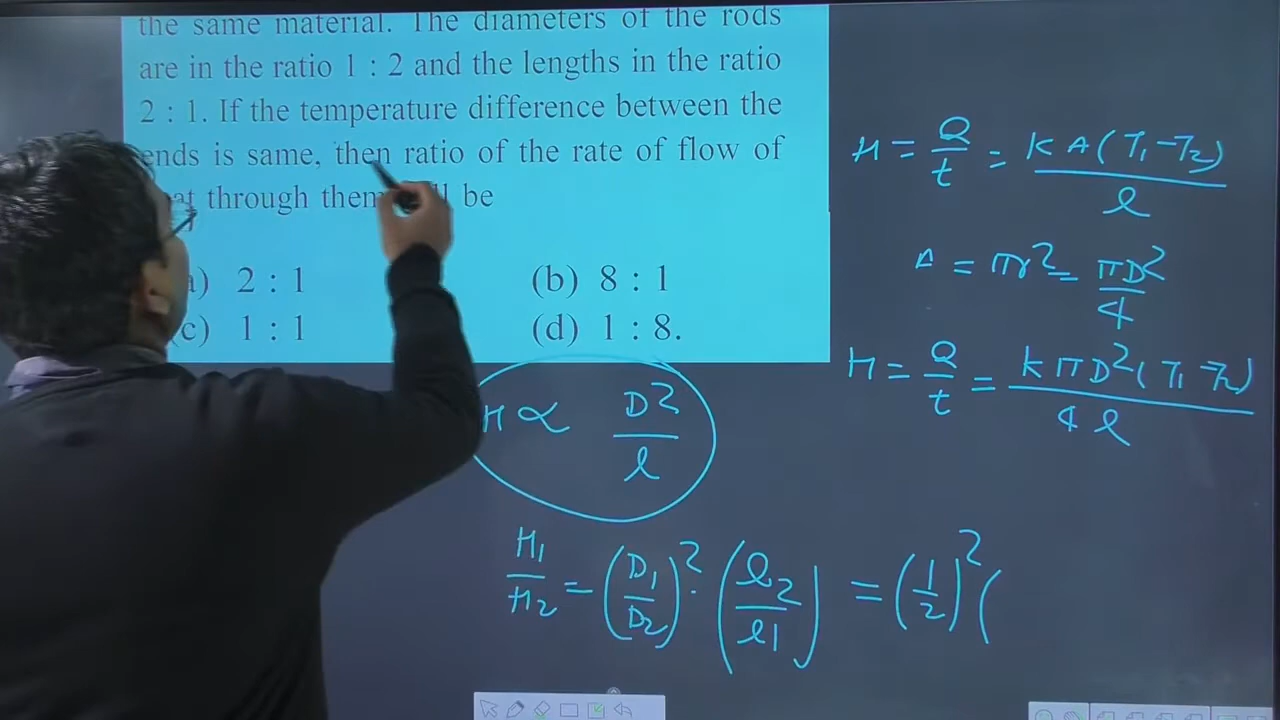 the same material. The diameters of the rods
are in the ratio 1 : 2 and the lengths in the ratio
2 : 1. If the temperature difference between the
ends is same, then ratio of the rate of flow of
through them be
2 : 1 (b) 8 : 1
(c) 1 : 1 (d) 1 : 8.
H = Q/t = KA(T₁-T₂)/l
A = πr² = πD²/4
H = Q/t = KπD²(T₁-T₂)/4l
H ∝ D²/l
H₁/H₂ = (D₁/D₂)² · (l₂/l₁) = (1/2)² (